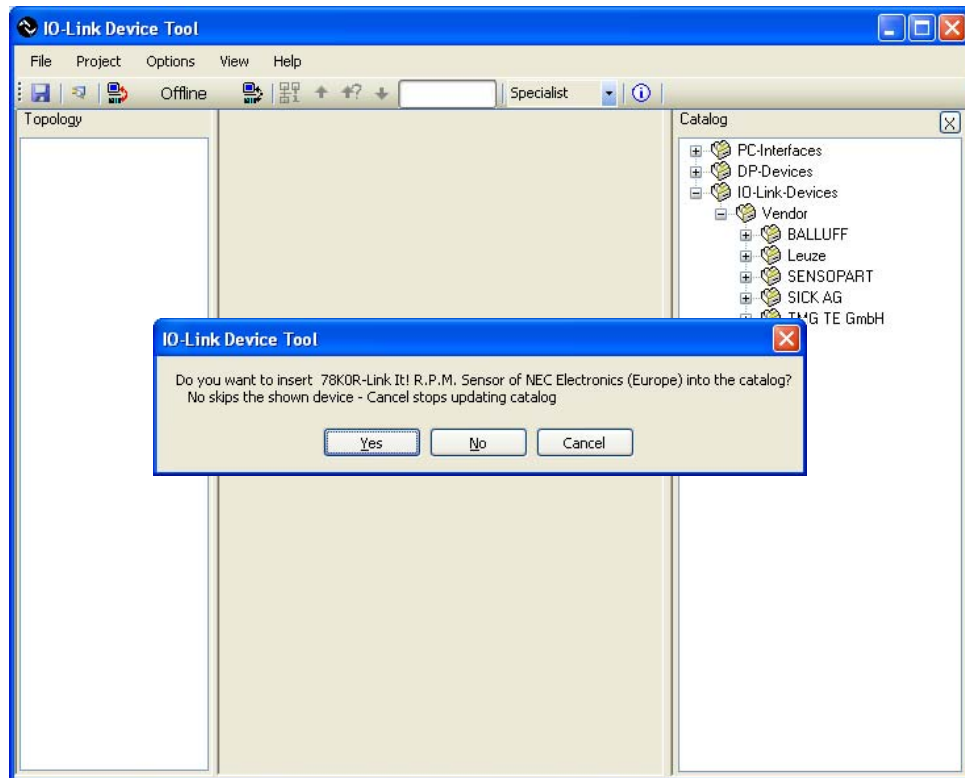 IO-Link Device Tool
File Project Options View Help
Offline Specialist
Topology
Catalog
PC-Interfaces
DP-Devices
IO-Link-Devices
Vendor
BALLUFF
Leuze
SENSOPART
SICK AG
TMG TE GmbH
IO-Link Device Tool
Do you want to insert 78K0R-Link It! R.P.M. Sensor of NEC Electronics (Europe) into the catalog?
No skips the shown device - Cancel stops updating catalog
Yes No Cancel